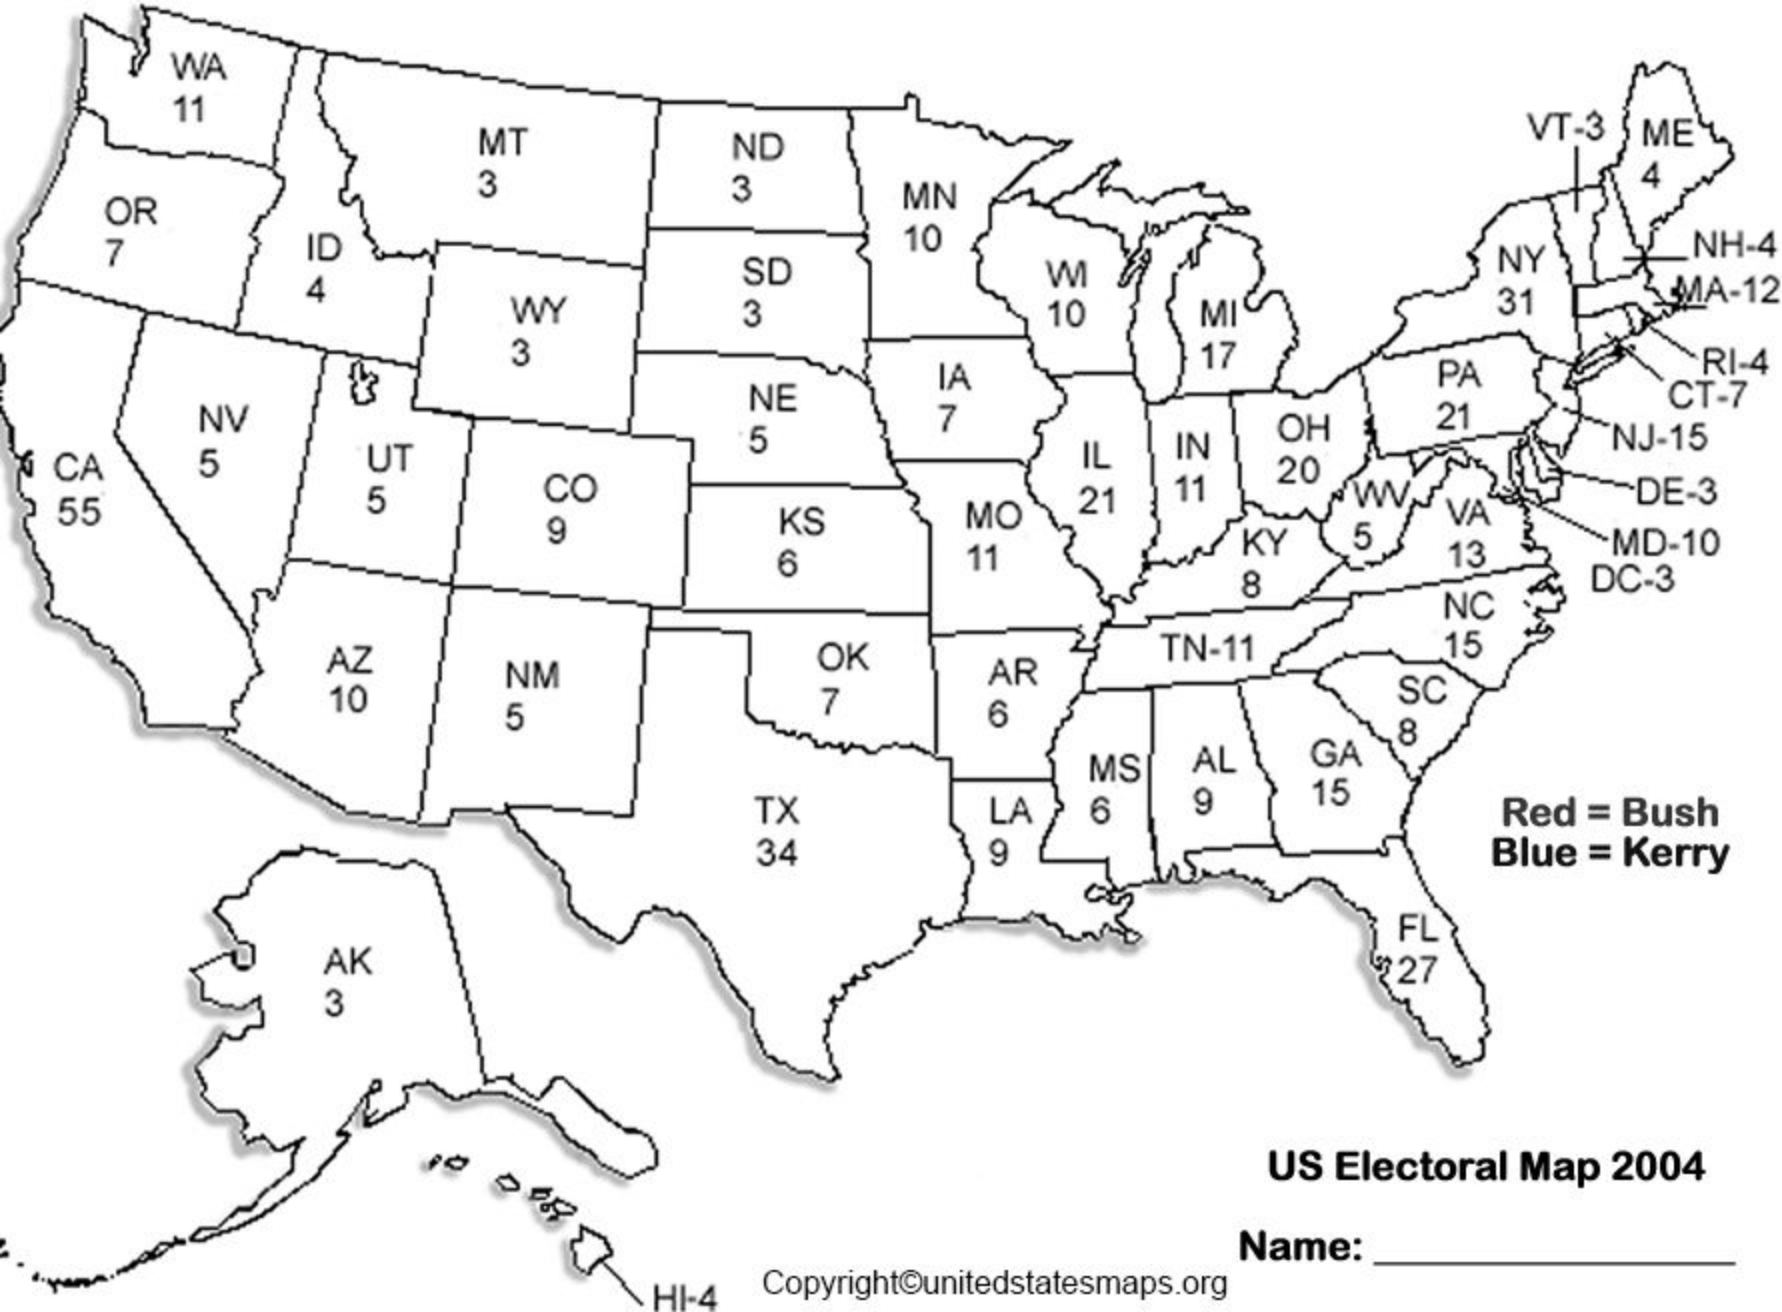 WA
11
MT
3
ND
3
MN
10
VT-3
ME
4
OR
7
ID
4
WY
3
SD
3
WI
10
MI
17
NY
31
NH-4
MA-12
RI-4
CT-7
NJ-15
DE-3
MD-10
DC-3
CA
55
NV
5
UT
5
CO
9
NE
5
IA
7
IL
21
IN
11
OH
20
PA
21
KS
6
MO
11
KY
8
WV
5
VA
13
NC
15
TN-11
SC
8
AZ
10
NM
5
OK
7
AR
6
TX
34
LA
9
MS
6
AL
9
GA
15
FL
27
Red = Bush
Blue = Kerry
AK
3
HI-4
US Electoral Map 2004
Name:
Copyright©unitedstatesmaps.org